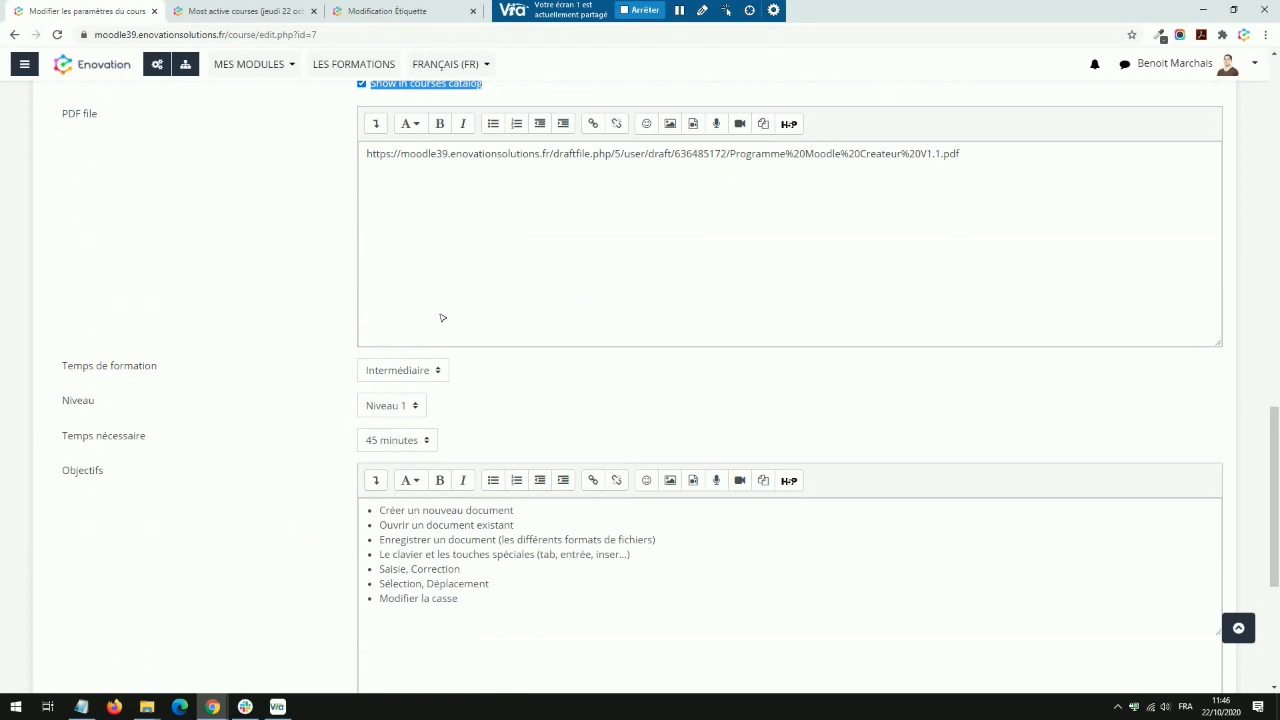 Modifier les paramètres du cours
Most active courses (jeudi 22 oct
Modification Étiquette
Via
Votre écran 1 est
actuellement partagé
Arrêter
moodle39.enovationsolutions.fr/course/edit.php?id=7
Enovation
MES MODULES
LES FORMATIONS
FRANÇAIS (FR)
Benoit Marchais
Show in courses catalog
PDF file
A B I
H-P
https://moodle39.enovationsolutions.fr/draftfile.php/5/user/draft/636485172/Programme%20Moodle%20Createur%20V1.1.pdf
Temps de formation
Intermédiaire
Niveau
Niveau 1
Temps nécessaire
45 minutes
Objectifs
A B I
H-P
Créer un nouveau document
Ouvrir un document existant
Enregistrer un document (les différents formats de fichiers)
Le clavier et les touches spéciales (tab, entrée, inser...)
Saisie, Correction
Sélection, Déplacement
Modifier la casse
Via
FRA
11:46
22/10/2020